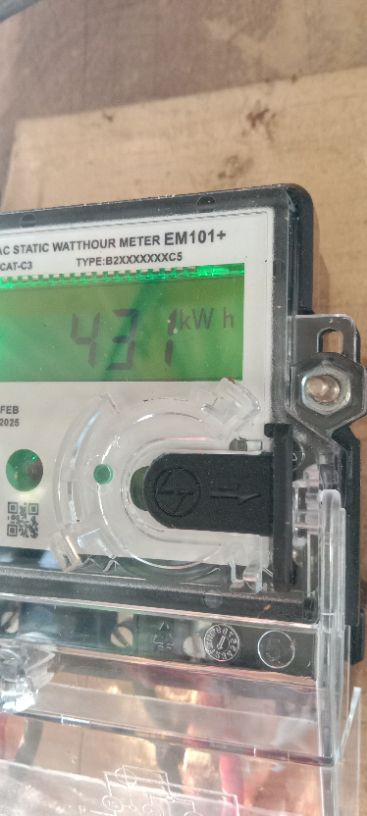 AC STATIC WATTHOUR METER EM101+
CAT-C3 TYPE:B2XXXXXXXC5
431 kWh
FEB
2025